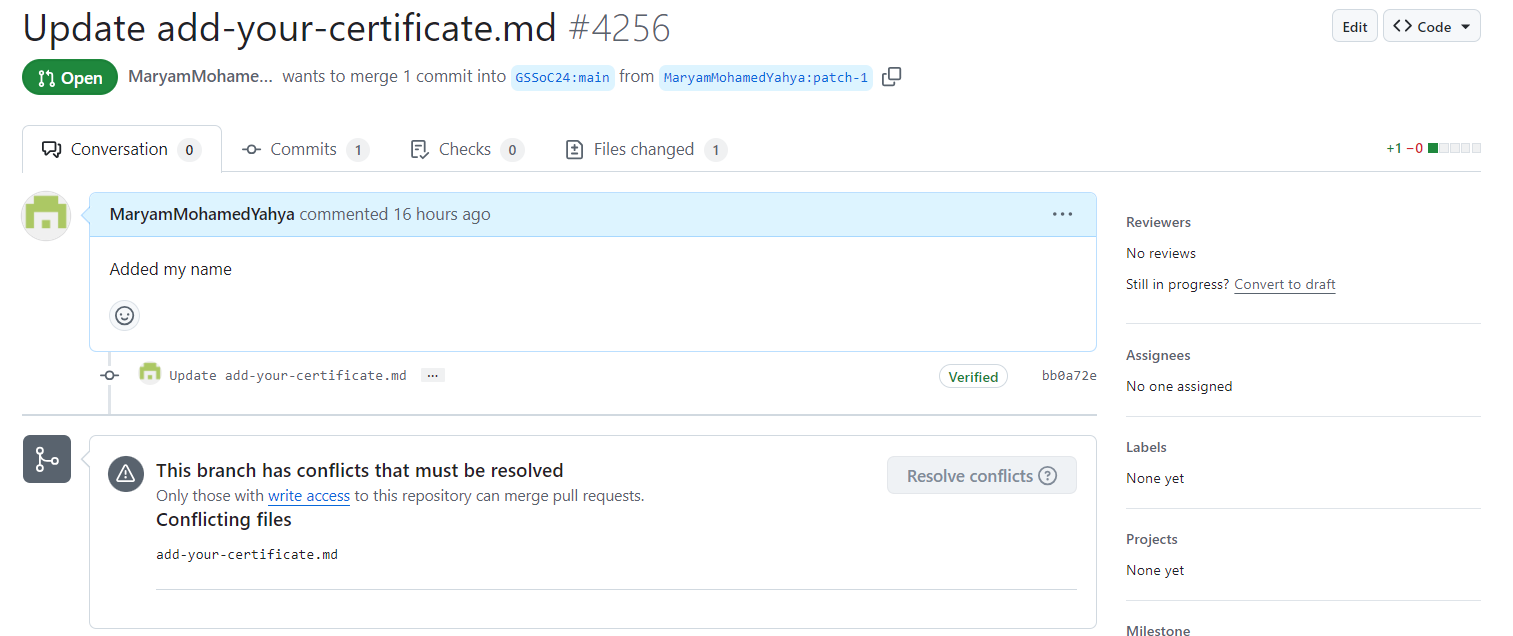 Update add-your-certificate.md #4256
Edit
Code
Open
MaryamMohame... wants to merge 1 commit into GSSoC24:main from MaryamMohamedYahya:patch-1
Conversation 0
Commits 1
Checks 0
Files changed 1
+1 −0
MaryamMohamedYahya commented 16 hours ago
Added my name
Update add-your-certificate.md ...
Verified
bb0a72e
This branch has conflicts that must be resolved
Only those with write access to this repository can merge pull requests.
Conflicting files
add-your-certificate.md
Resolve conflicts ?
Reviewers
No reviews
Still in progress? Convert to draft
Assignees
No one assigned
Labels
None yet
Projects
None yet
Milestone